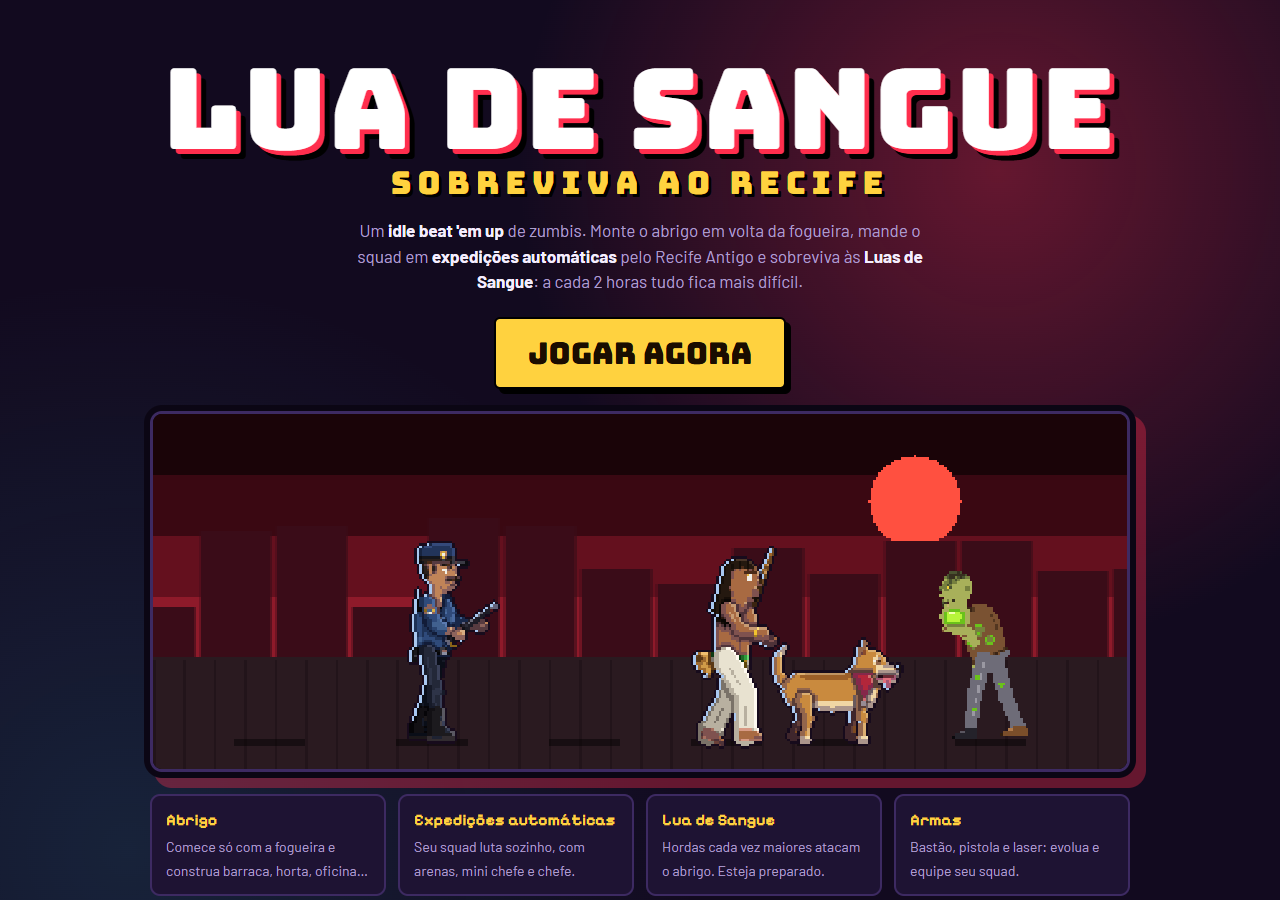 LUA DE SANGUE
SOBREVIVA AO RECIFE
Um idle beat 'em up de zumbis. Monte o abrigo em volta da fogueira, mande o
squad em expedições automáticas pelo Recife Antigo e sobreviva às Luas de
Sangue: a cada 2 horas tudo fica mais difícil.
JOGAR AGORA
Abrigo
Comece só com a fogueira e
construa barraca, horta, oficina...
Expedições automáticas
Seu squad luta sozinho, com
arenas, mini chefe e chefe.
Lua de Sangue
Hordas cada vez maiores atacam
o abrigo. Esteja preparado.
Armas
Bastão, pistola e laser: evolua e
equipe seu squad.